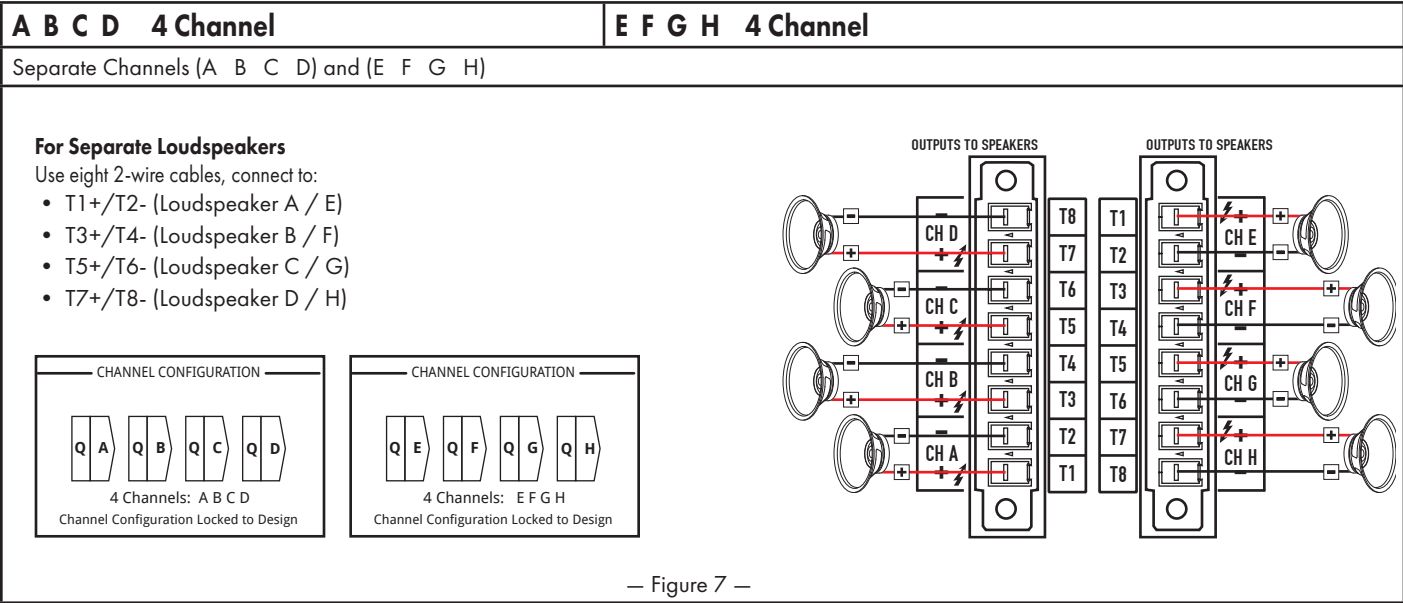 A B C D 4 Channel
E F G H 4 Channel
Separate Channels (A B C D) and (E F G H)
For Separate Loudspeakers
Use eight 2-wire cables, connect to:
• T1+/T2- (Loudspeaker A / E)
• T3+/T4- (Loudspeaker B / F)
• T5+/T6- (Loudspeaker C / G)
• T7+/T8- (Loudspeaker D / H)
CHANNEL CONFIGURATION
Q A Q B Q C Q D
4 Channels: A B C D
Channel Configuration Locked to Design
CHANNEL CONFIGURATION
Q E Q F Q G Q H
4 Channels: E F G H
Channel Configuration Locked to Design
OUTPUTS TO SPEAKERS
- - T8
CH D
+ + T7
- - T6
CH C
+ + T5
- - T4
CH B
+ + T3
- - T2
CH A
+ + T1
OUTPUTS TO SPEAKERS
T1 + +
CH E
T2 - -
T3 + +
CH F
T4 - -
T5 + +
CH G
T6 - -
T7 + +
CH H
T8 - -
— Figure 7 —